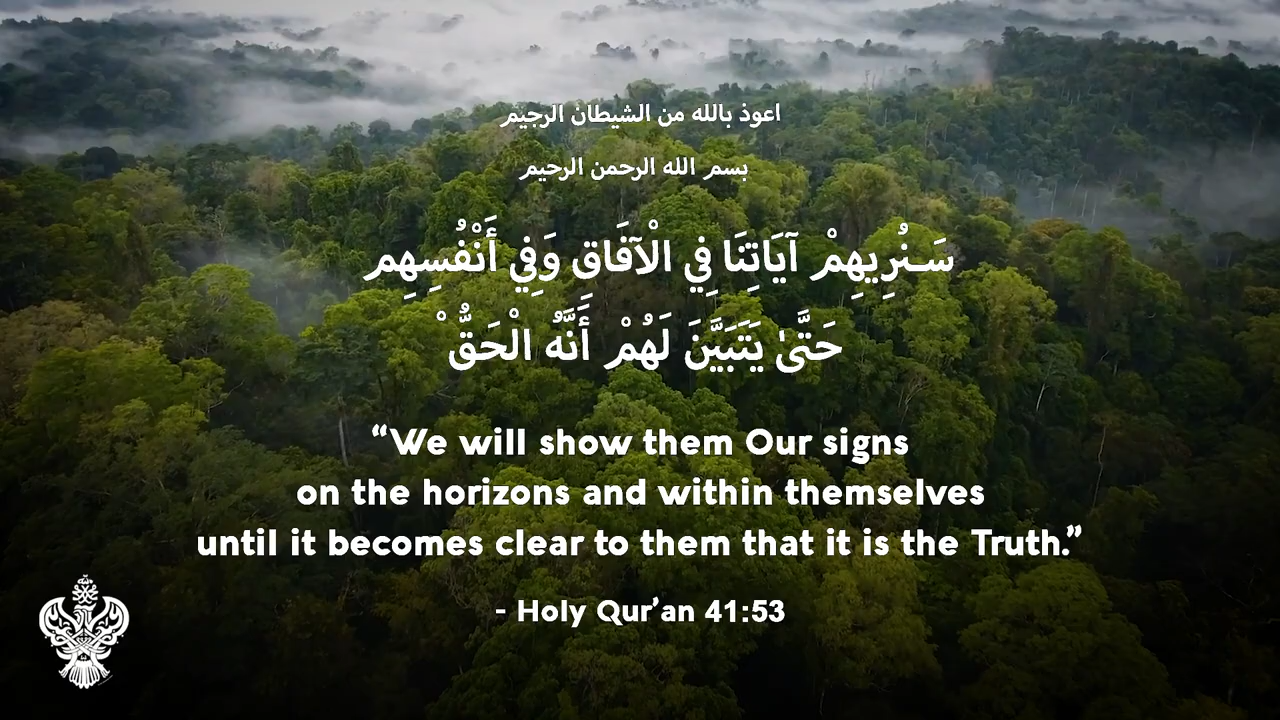 اعوذ بالله من الشيطان الرجيم
بسم الله الرحمن الرحيم
سَـنُرِيهِمْ آيَاتِنَا فِي الْآفَاق وَفِي أَنْفُسِهِم
حَتَّىٰ يَتَبَيَّنَ لَهُمْ أَنَّهُ الْحَقُّ ْ
“We will show them Our signs
on the horizons and within themselves
until it becomes clear to them that it is the Truth.”
- Holy Qur’an 41:53